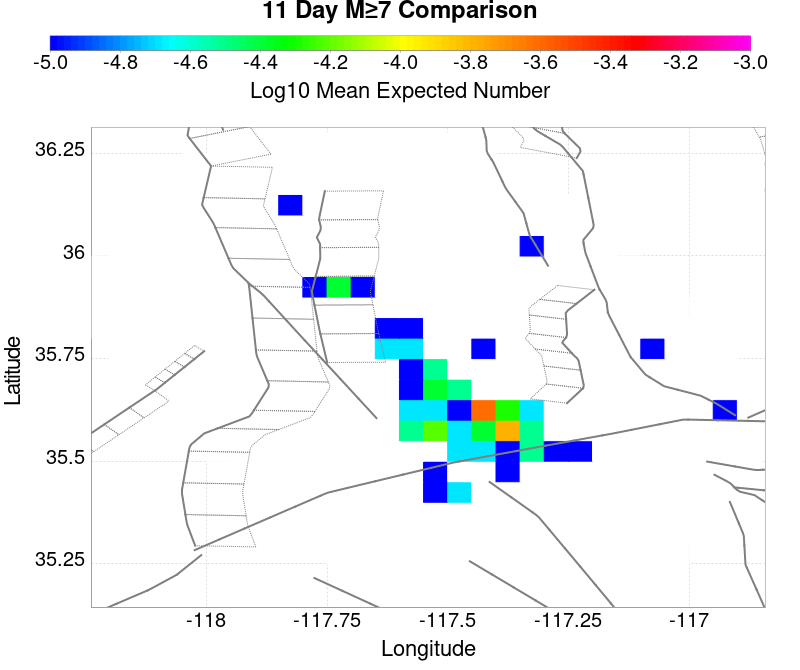 11 Day M≥7 Comparison
-5.0 -4.8 -4.6 -4.4 -4.2 -4.0 -3.8 -3.6 -3.4 -3.2 -3.0
Log10 Mean Expected Number
36.25
36
35.75
35.5
35.25
Latitude
-118 -117.75 -117.5 -117.25 -117
Longitude